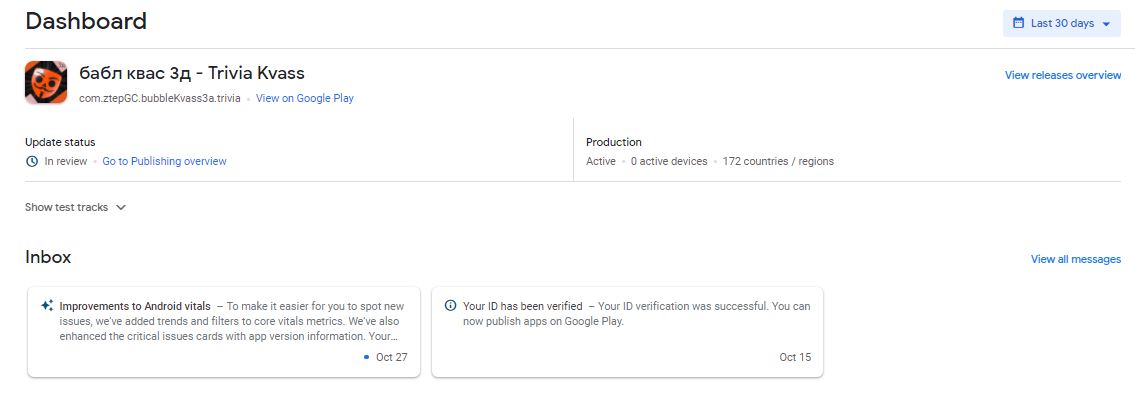 Dashboard
Last 30 days
бабл квас 3д - Trivia Kvass
View releases overview
com.ztepGC.bubbleKvass3a.trivia • View on Google Play
Update status
In review • Go to Publishing overview
Production
Active • 0 active devices • 172 countries / regions
Show test tracks
Inbox
View all messages
Improvements to Android vitals – To make it easier for you to spot new
issues, we've added trends and filters to core vitals metrics. We've also
enhanced the critical issues cards with app version information. Your...
Oct 27
Your ID has been verified – Your ID verification was successful. You can
now publish apps on Google Play.
Oct 15